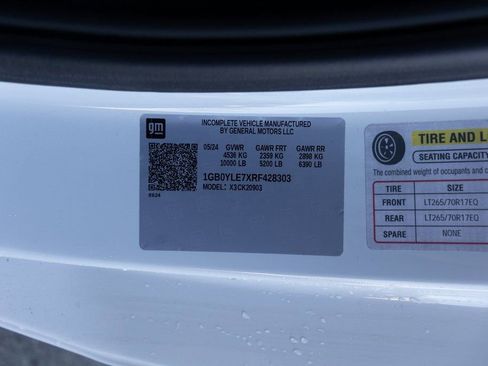 gm
INCOMPLETE VEHICLE MANUFACTURED
BY GENERAL MOTORS LLC
05/24 GVWR GAWR FRT GAWR RR
4536 KG 2359 KG 2898 KG
10000 LB 5200 LB 6390 LB
1GB0YLE7XRF428303
MODEL: X3CK20903
0524
TIRE AND L
SEATING CAPACITY
The combined weight of occupants and c
TIRE SIZE
FRONT LT265/70R17EQ
REAR LT265/70R17EQ
SPARE NONE